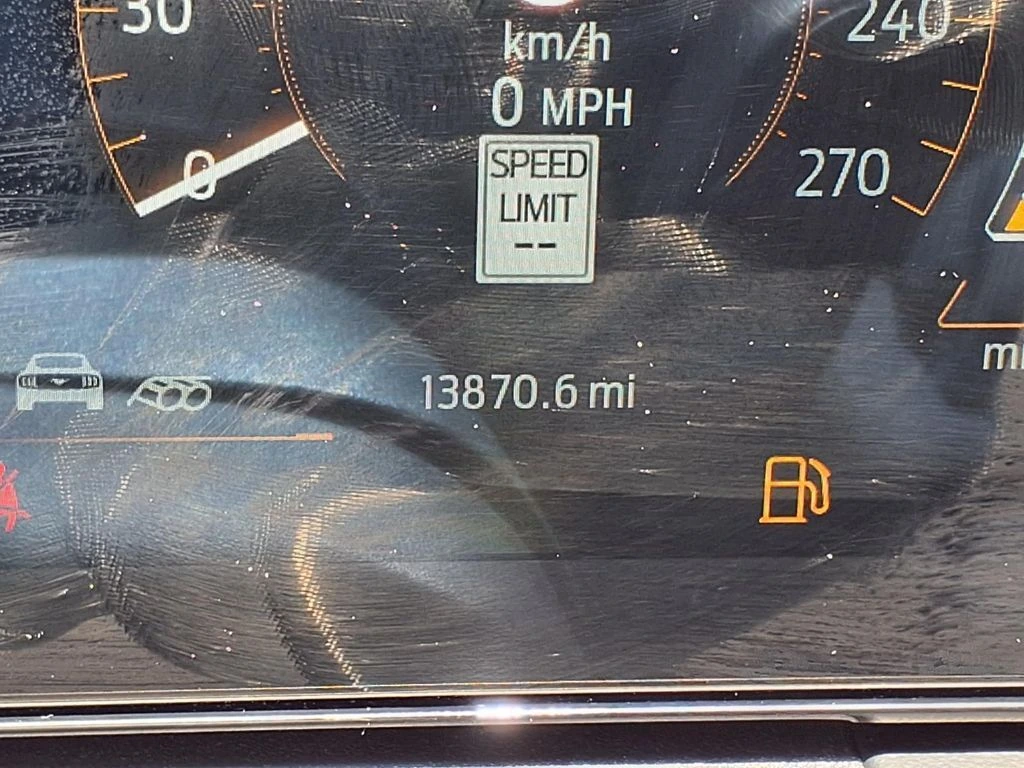 30
240
km/h
0 MPH
0
270
SPEED
LIMIT
--
13870.6 mi